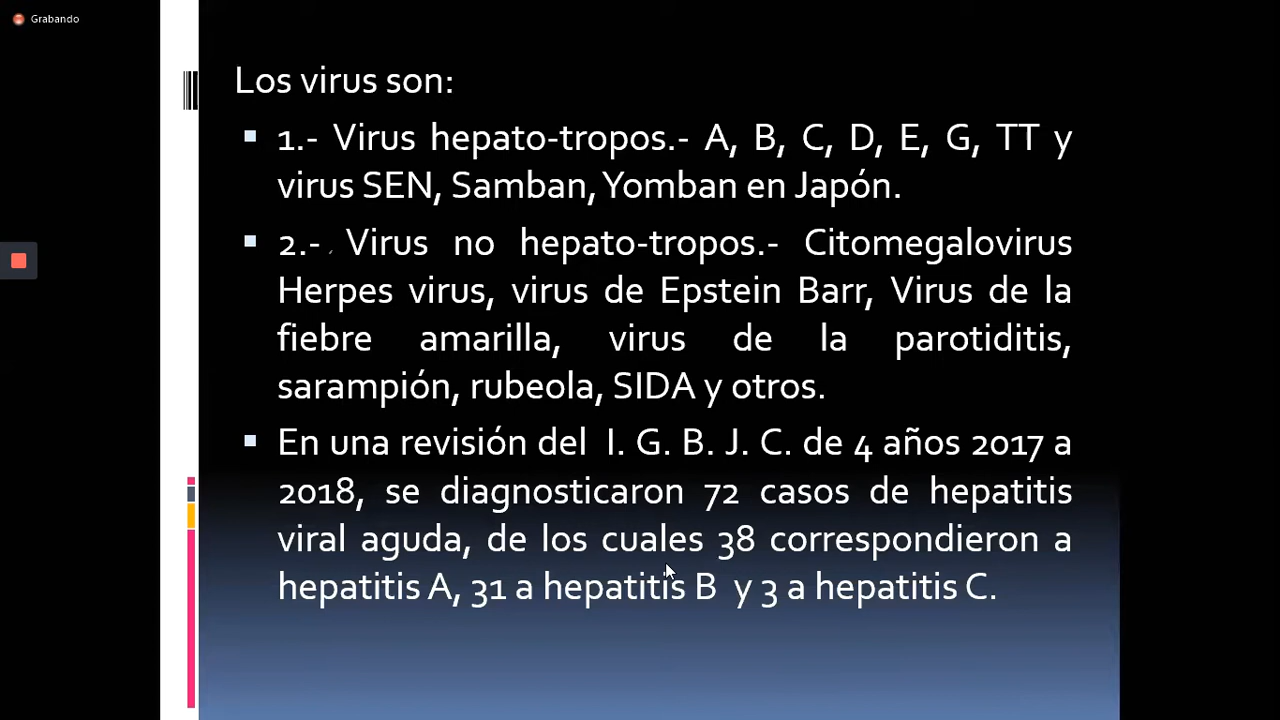 Grabando
Los virus son:
1.- Virus hepato-tropos.- A, B, C, D, E, G, TT y
virus SEN, Samban, Yomban en Japón.
2.- Virus no hepato-tropos.- Citomegalovirus
Herpes virus, virus de Epstein Barr, Virus de la
fiebre amarilla, virus de la parotiditis,
sarampión, rubeola, SIDA y otros.
En una revisión del I. G. B. J. C. de 4 años 2017 a
2018, se diagnosticaron 72 casos de hepatitis
viral aguda, de los cuales 38 correspondieron a
hepatitis A, 31 a hepatitis B y 3 a hepatitis C.